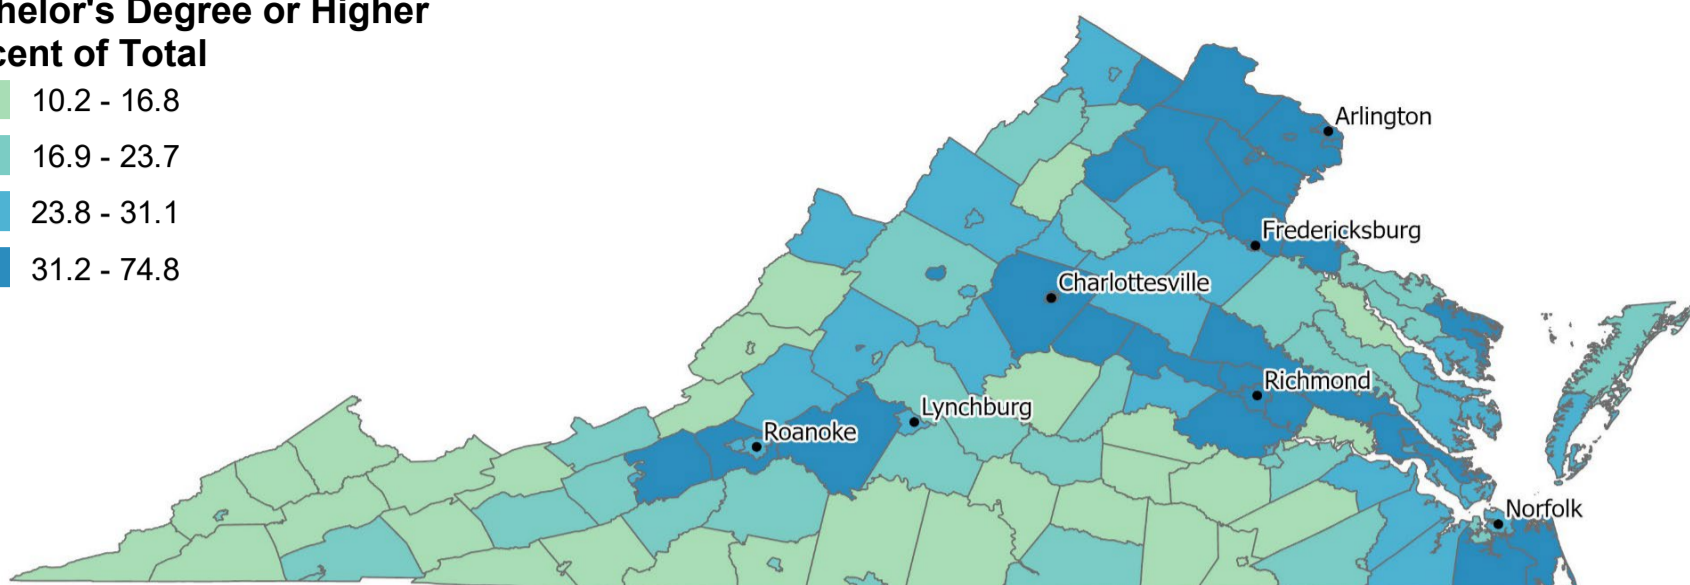 helor's Degree or Higher
cent of Total
10.2 - 16.8
16.9 - 23.7
23.8 - 31.1
31.2 - 74.8
Arlington
Fredericksburg
Charlottesville
Richmond
Lynchburg
Roanoke
Norfolk